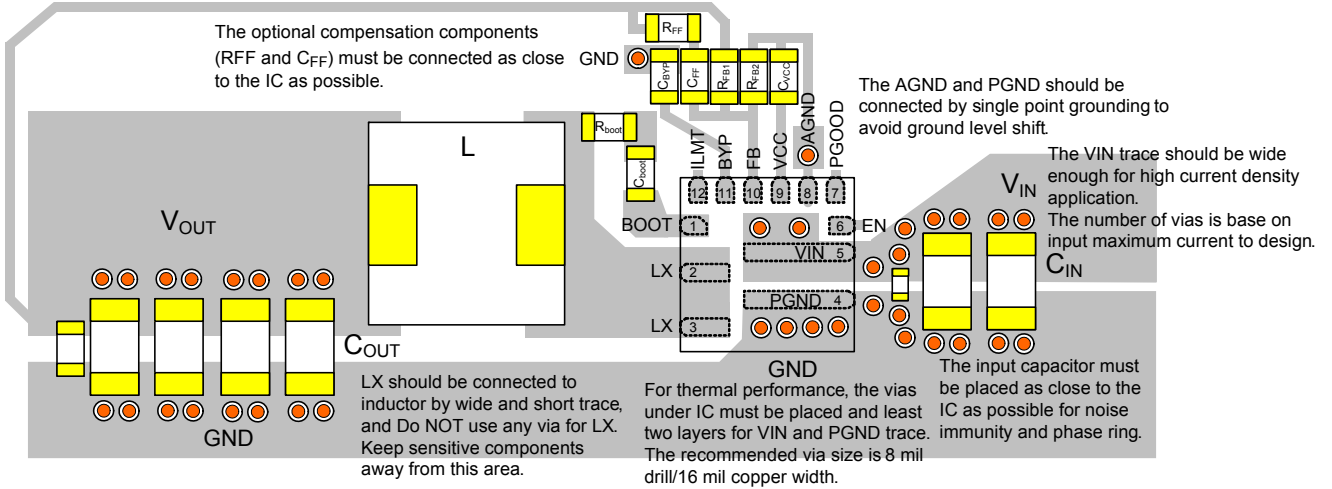 The optional compensation components
(RFF and CFF) must be connected as close
to the IC as possible.
RFF
GND
CBYP
CFF
RFB1
RFB2
CVCC
The AGND and PGND should be
connected by single point grounding to
avoid ground level shift.
Rboot
Cboot
L
ILMT
BYP
FB
VCC
AGND
PGOOD
12
11
10
9
8
7
VIN
The VIN trace should be wide
enough for high current density
application.
The number of vias is base on
input maximum current to design.
VOUT
BOOT 1
6 EN
VIN 5
LX 2
PGND 4
LX 3
CIN
COUT
GND
GND
LX should be connected to
inductor by wide and short trace,
and Do NOT use any via for LX.
Keep sensitive components
away from this area.
For thermal performance, the vias
under IC must be placed and least
two layers for VIN and PGND trace.
The recommended via size is 8 mil
drill/16 mil copper width.
The input capacitor must
be placed as close to the
IC as possible for noise
immunity and phase ring.